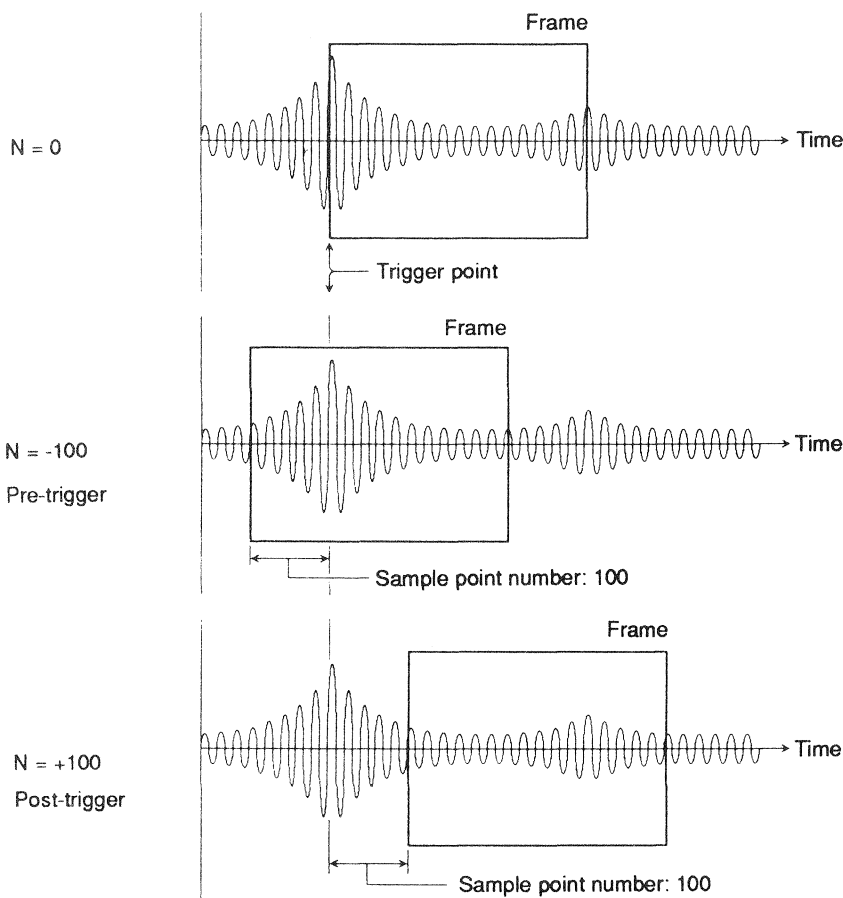 Frame
N = 0
Time
Trigger point
Frame
N = -100
Time
Pre-trigger
Sample point number: 100
Frame
N = +100
Time
Post-trigger
Sample point number: 100